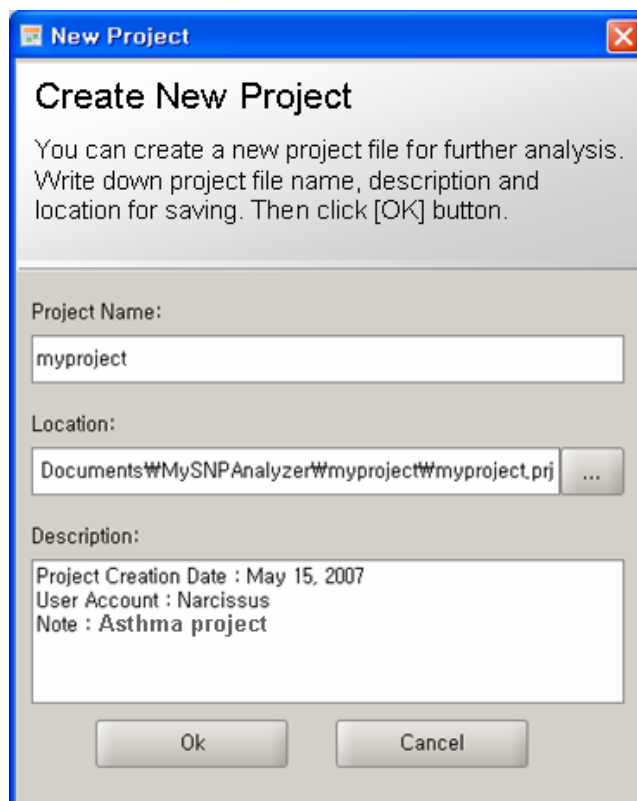 New Project
Create New Project
You can create a new project file for further analysis.
Write down project file name, description and
location for saving. Then click [OK] button.
Project Name:
myproject
Location:
Documents₩MySNPAnalyzer₩myproject₩myproject.prj
...
Description:
Project Creation Date : May 15, 2007
User Account : Narcissus
Note : Asthma project
Ok Cancel